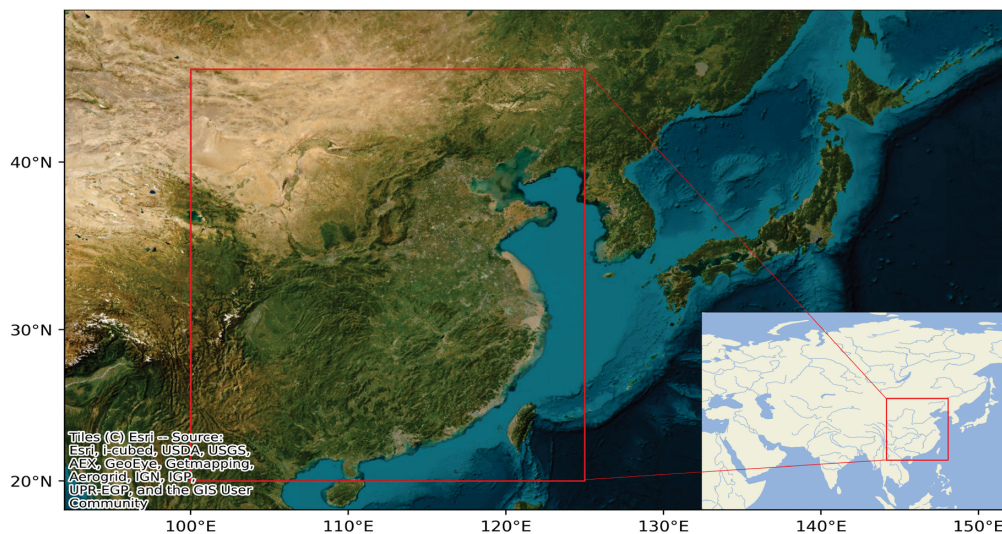 40°N
30°N
20°N
Tiles (C) Esri -- Source:
Esri, i-cubed, USDA, USGS,
AEX, GeoEye, Getmapping,
Aerogrid, IGN, IGP,
UPR-EGP, and the GIS User
Community
100°E 110°E 120°E 130°E 140°E 150°E